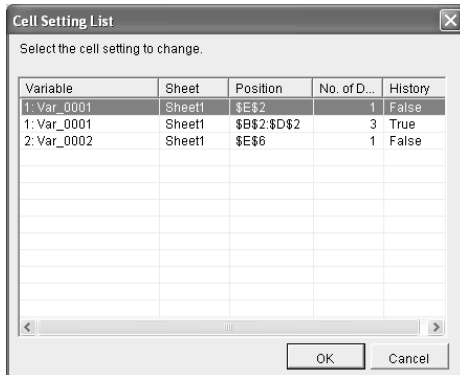 Cell Setting List
Select the cell setting to change.
Variable Sheet Position No. of D... History
1: Var_0001 Sheet1 $E$2 1 False
1: Var_0001 Sheet1 $B$2:$D$2 3 True
2: Var_0002 Sheet1 $E$6 1 False
OK Cancel